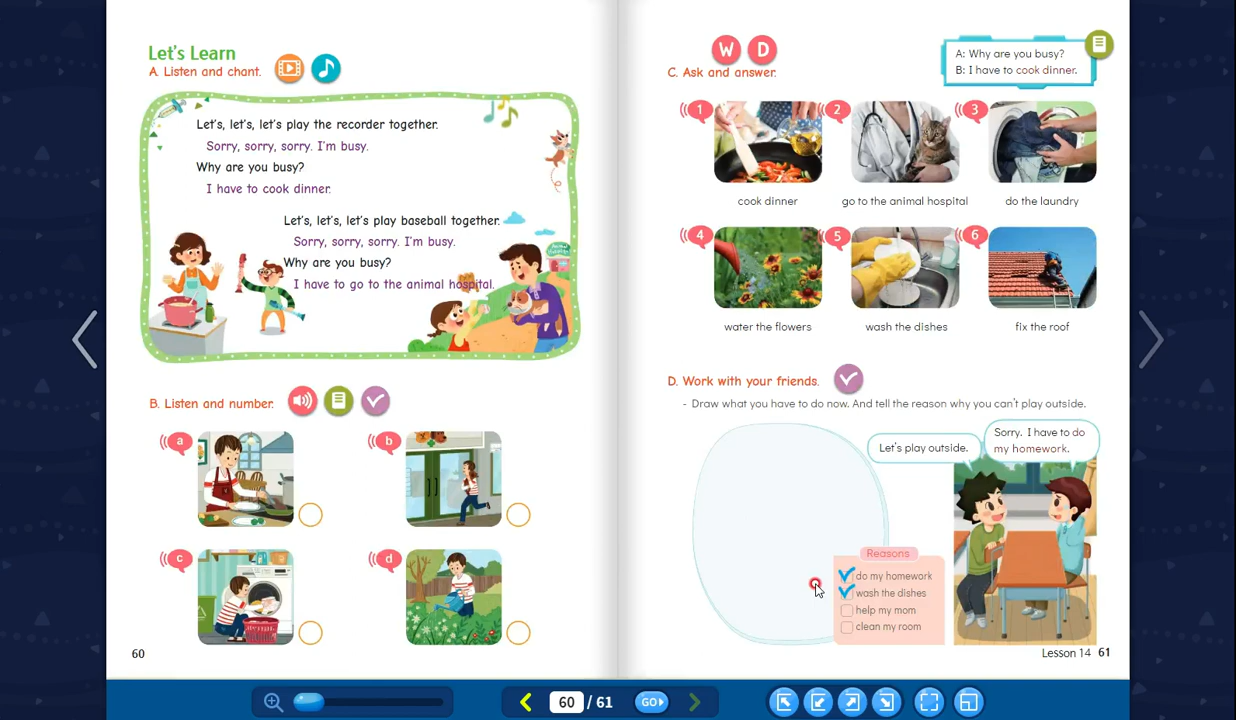 Let's Learn
A. Listen and chant.
Let's, let's, let's play the recorder together.
Sorry, sorry, sorry. I'm busy.
Why are you busy?
I have to cook dinner.
Let's, let's, let's play baseball together.
Sorry, sorry, sorry. I'm busy.
Why are you busy?
I have to go to the animal hospital.
B. Listen and number.
a
b
c
d
60
W D
C. Ask and answer.
A: Why are you busy?
B: I have to cook dinner.
1
2
3
cook dinner
go to the animal hospital
do the laundry
4
5
6
water the flowers
wash the dishes
fix the roof
D. Work with your friends.
- Draw what you have to do now. And tell the reason why you can't play outside.
Let's play outside.
Sorry. I have to do
my homework.
Reasons
do my homework
wash the dishes
help my mom
clean my room
Lesson 14 61
60 / 61
GO